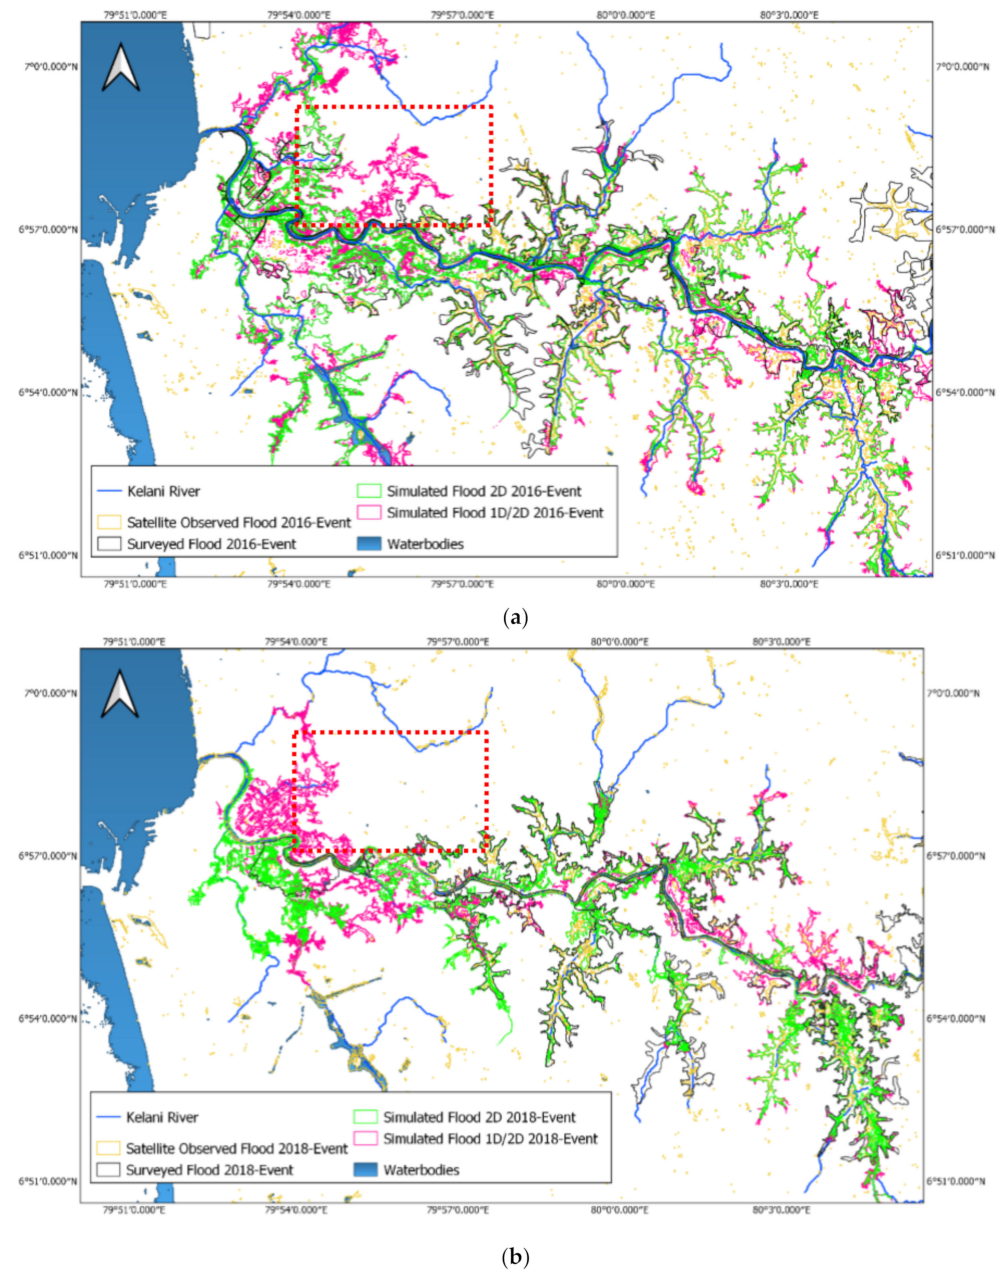 79°51'0.000"E 79°54'0.000"E 79°57'0.000"E 80°0'0.000"E 80°3'0.000"E
7°0'0.000"N 7°0'0.000"N
6°57'0.000"N 6°57'0.000"N
6°54'0.000"N 6°54'0.000"N
Kelani River
Simulated Flood 2D 2016-Event
Satellite Observed Flood 2016-Event
Simulated Flood 1D/2D 2016-Event
Surveyed Flood 2016-Event
Waterbodies
6°51'0.000"N 6°51'0.000"N
79°51'0.000"E 79°54'0.000"E 79°57'0.000"E 80°0'0.000"E 80°3'0.000"E
(a)
79°51'0.000"E 79°54'0.000"E 79°57'0.000"E 80°0'0.000"E 80°3'0.000"E
7°0'0.000"N 7°0'0.000"N
6°57'0.000"N 6°57'0.000"N
6°54'0.000"N 6°54'0.000"N
Kelani River
Simulated Flood 2D 2018-Event
Satellite Observed Flood 2018-Event
Simulated Flood 1D/2D 2018-Event
Surveyed Flood 2018-Event
Waterbodies
6°51'0.000"N 6°51'0.000"N
79°51'0.000"E 79°54'0.000"E 79°57'0.000"E 80°0'0.000"E 80°3'0.000"E
(b)